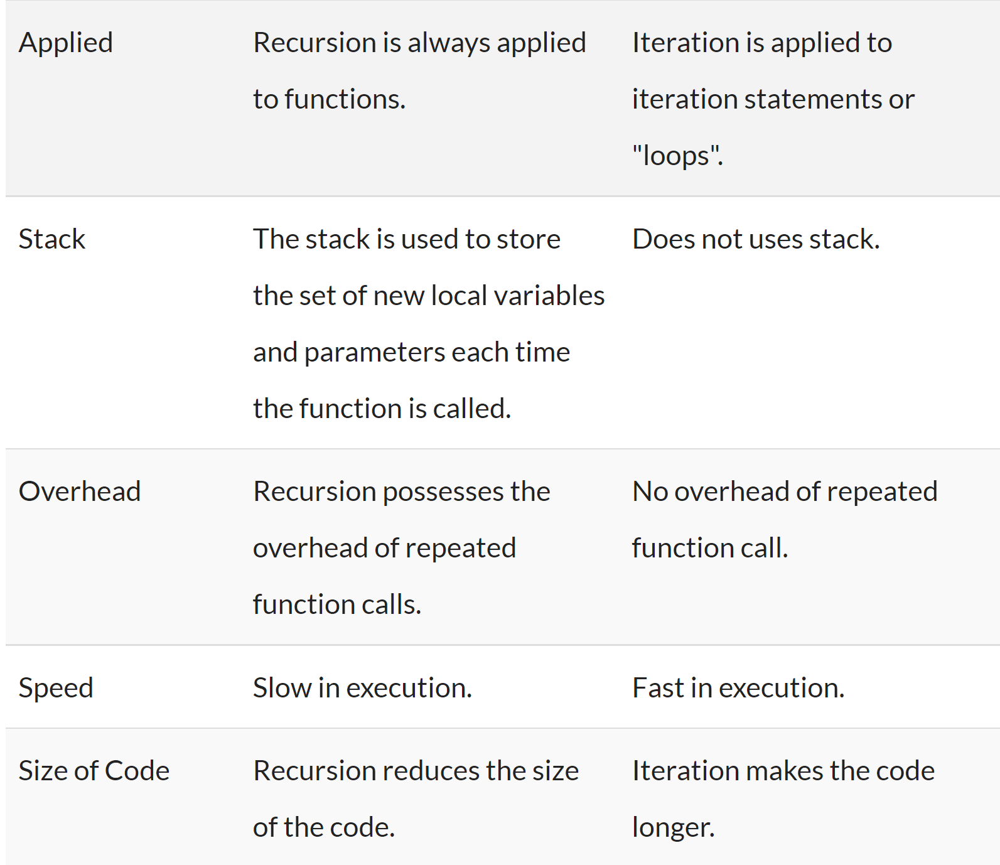 Applied
Recursion is always applied
to functions.
Iteration is applied to
iteration statements or
"loops".
Stack
The stack is used to store
the set of new local variables
and parameters each time
the function is called.
Does not uses stack.
Overhead
Recursion possesses the
overhead of repeated
function calls.
No overhead of repeated
function call.
Speed
Slow in execution.
Fast in execution.
Size of Code
Recursion reduces the size
of the code.
Iteration makes the code
longer.